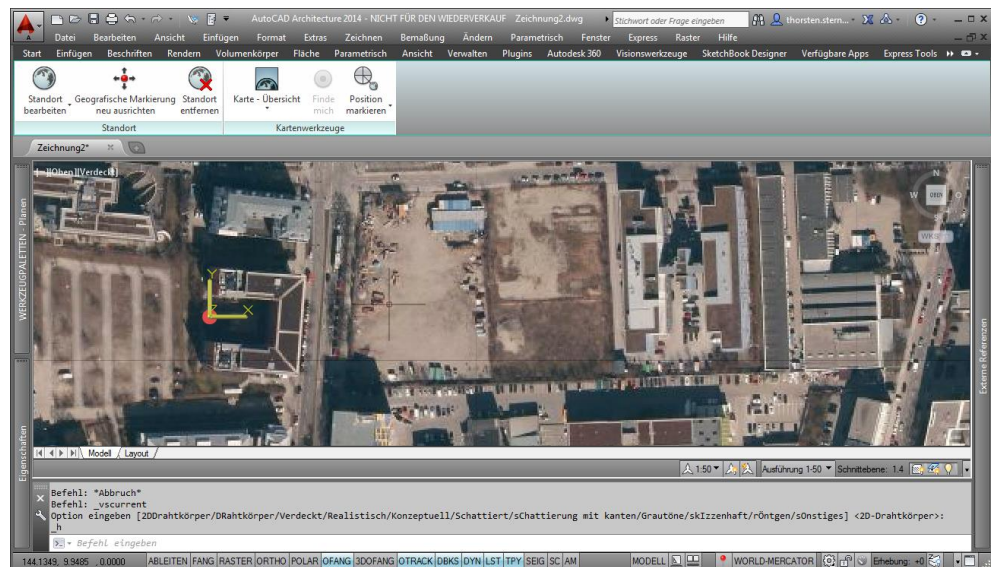 AutoCAD Architecture 2014 - NICHT FÜR DEN WIEDERVERKAUF Zeichnung2.dwg
Stichwort oder Frage eingeben
thorsten.stern...
Datei Bearbeiten Ansicht Einfügen Format Extras Zeichnen Bemaßung Ändern Parametrisch Fenster Express Raster Hilfe
Start Einfügen Beschriften Rendern Volumenkörper Fläche Parametrisch Ansicht Verwalten Plugins Autodesk 360 Visionswerkzeuge SketchBook Designer Verfügbare Apps Express Tools
Standort bearbeiten
Geografische Markierung neu ausrichten
Standort entfernen
Karte - Übersicht
Finde mich
Position markieren
Standort
Kartenwerkzeuge
Zeichnung2*
[-][Oben][Verdeckt]
WERKZEUGPALETTEN - Planen
Eigenschaften
Externe Referenzen
N
W
OBEN
O
WKS
Y
X
Modell Layout
1:50
Ausführung 1-50
Schnittebene: 1.4
Befehl: *Abbruch*
Befehl: _vscurrent
Option eingeben [2DDrahtkörper/DRahtkörper/Verdeckt/Realistisch/Konzeptuell/Schattiert/sChattierung mit kanten/Grautöne/skIzzenhaft/rÖntgen/sOnstiges] <2D-Drahtkörper>:
_h
Befehl eingeben
144.1349, 9.9485 , 0.0000
ABLEITEN FANG RASTER ORTHO POLAR OFANG 3DOFANG OTRACK DBKS DYN LST TPY SEIG SC AM
MODELL
WORLD-MERCATOR
Erhebung: +0